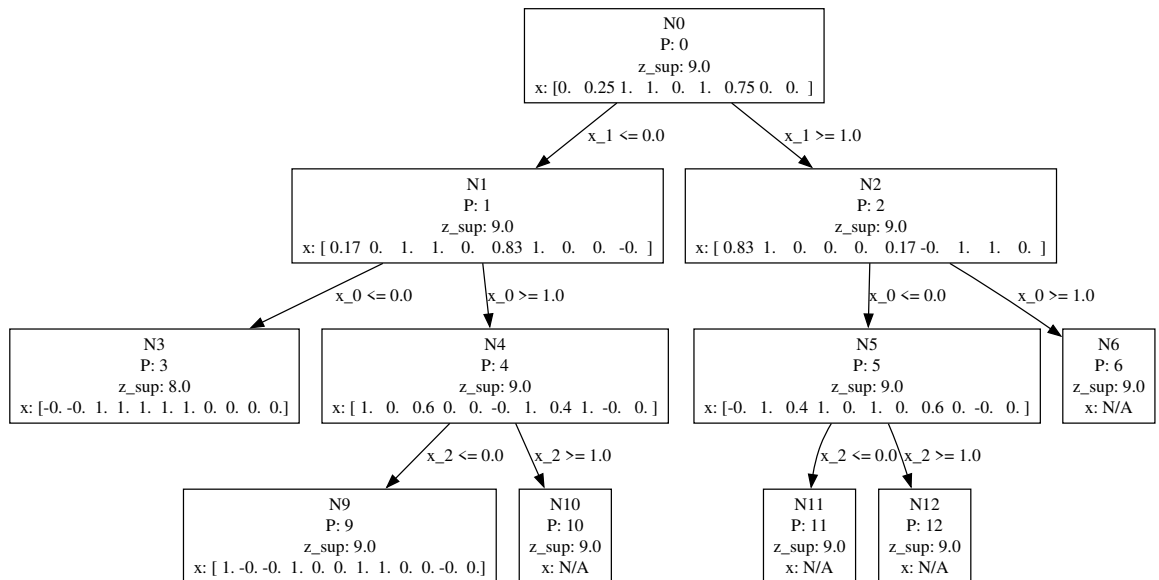 N0
P: 0
z_sup: 9.0
x: [0. 0.25 1. 1. 0. 1. 0.75 0. 0. ]
x_1 <= 0.0
x_1 >= 1.0
N1
P: 1
z_sup: 9.0
x: [ 0.17 0. 1. 1. 0. 0.83 1. 0. 0. -0. ]
N2
P: 2
z_sup: 9.0
x: [ 0.83 1. 0. 0. 0. 0.17 -0. 1. 1. 0. ]
x_0 <= 0.0
x_0 >= 1.0
x_0 <= 0.0
x_0 >= 1.0
N3
P: 3
z_sup: 8.0
x: [-0. -0. 1. 1. 1. 1. 1. 0. 0. 0. 0.]
N4
P: 4
z_sup: 9.0
x: [ 1. 0. 0.6 0. 0. -0. 1. 0.4 1. -0. 0. ]
N5
P: 5
z_sup: 9.0
x: [-0. 1. 0.4 1. 0. 1. 0. 0.6 0. -0. 0. ]
N6
P: 6
z_sup: 9.0
x: N/A
x_2 <= 0.0
x_2 >= 1.0
x_2 <= 0.0
x_2 >= 1.0
N9
P: 9
z_sup: 9.0
x: [ 1. -0. -0. 1. 0. 0. 1. 1. 0. 0. -0. 0.]
N10
P: 10
z_sup: 9.0
x: N/A
N11
P: 11
z_sup: 9.0
x: N/A
N12
P: 12
z_sup: 9.0
x: N/A